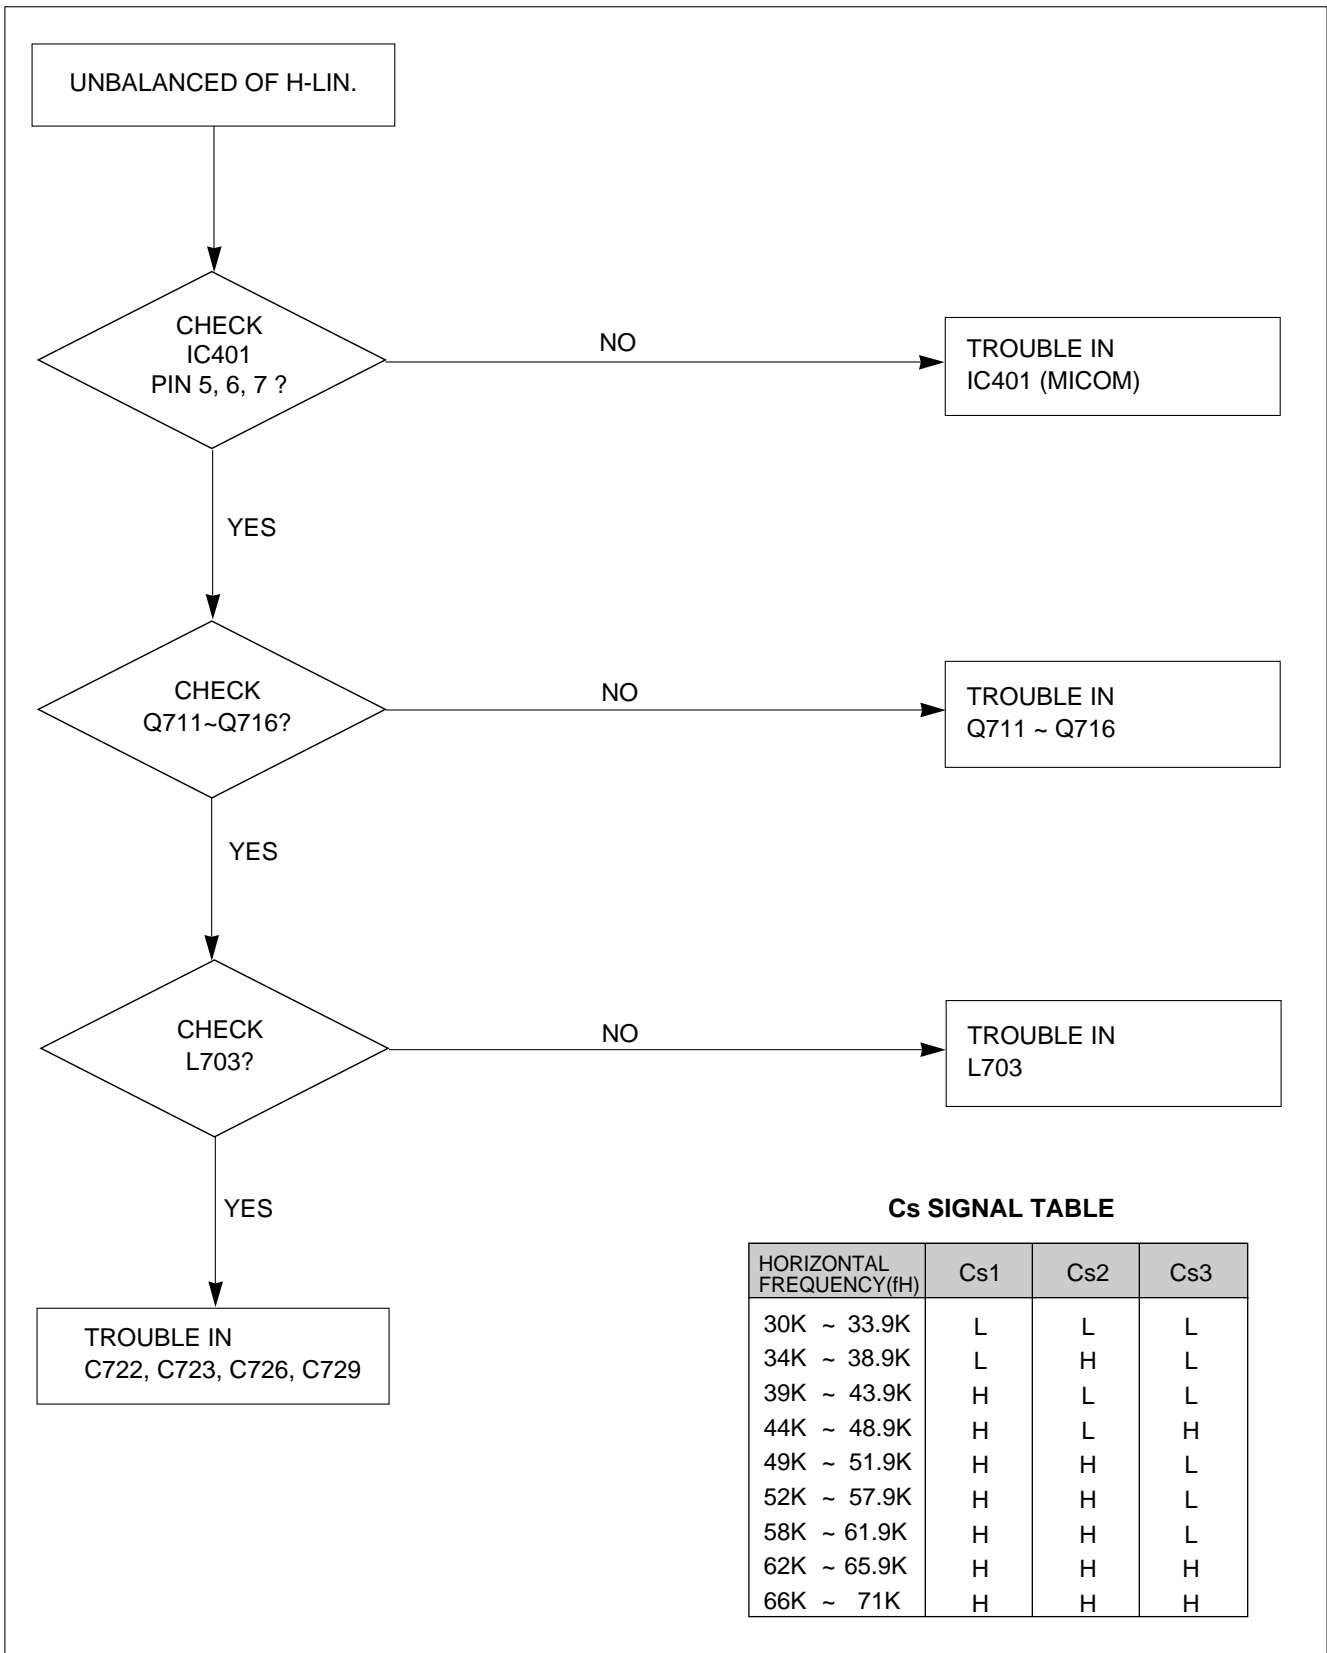 UNBALANCED OF H-LIN.
CHECK
IC401
PIN 5, 6, 7 ?
NO
TROUBLE IN
IC401 (MICOM)
YES
CHECK
Q711~Q716?
NO
TROUBLE IN
Q711 ~ Q716
YES
CHECK
L703?
NO
TROUBLE IN
L703
YES
TROUBLE IN
C722, C723, C726, C729
Cs SIGNAL TABLE
HORIZONTAL
FREQUENCY(fH) Cs1 Cs2 Cs3
30K ~ 33.9K L L L
34K ~ 38.9K L H L
39K ~ 43.9K H L L
44K ~ 48.9K H L H
49K ~ 51.9K H H L
52K ~ 57.9K H H L
58K ~ 61.9K H H L
62K ~ 65.9K H H H
66K ~ 71K H H H